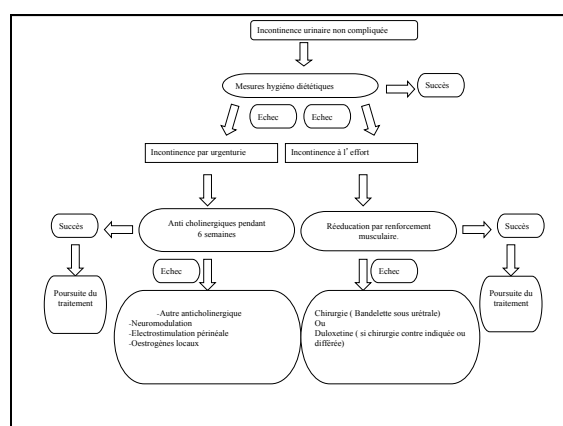 Incontinence urinaire non compliquée
Mesures hygiéno diététiques
Succès
Echec
Echec
Incontinence par urgenturie
Incontinence à l'effort
Succès
Anti cholinergiques pendant
6 semaines
Réeducation par renforcement
musculaire.
Succès
Echec
Echec
Poursuite du
traitement
-Autre anticholinergique
-Neuromodulation
-Electrostimulation périnéale
-Oestrogènes locaux
Chirurgie ( Bandelette sous urétrale)
Ou
Duloxetine ( si chirurgie contre indiquée ou
différée)
Poursuite du
traitement